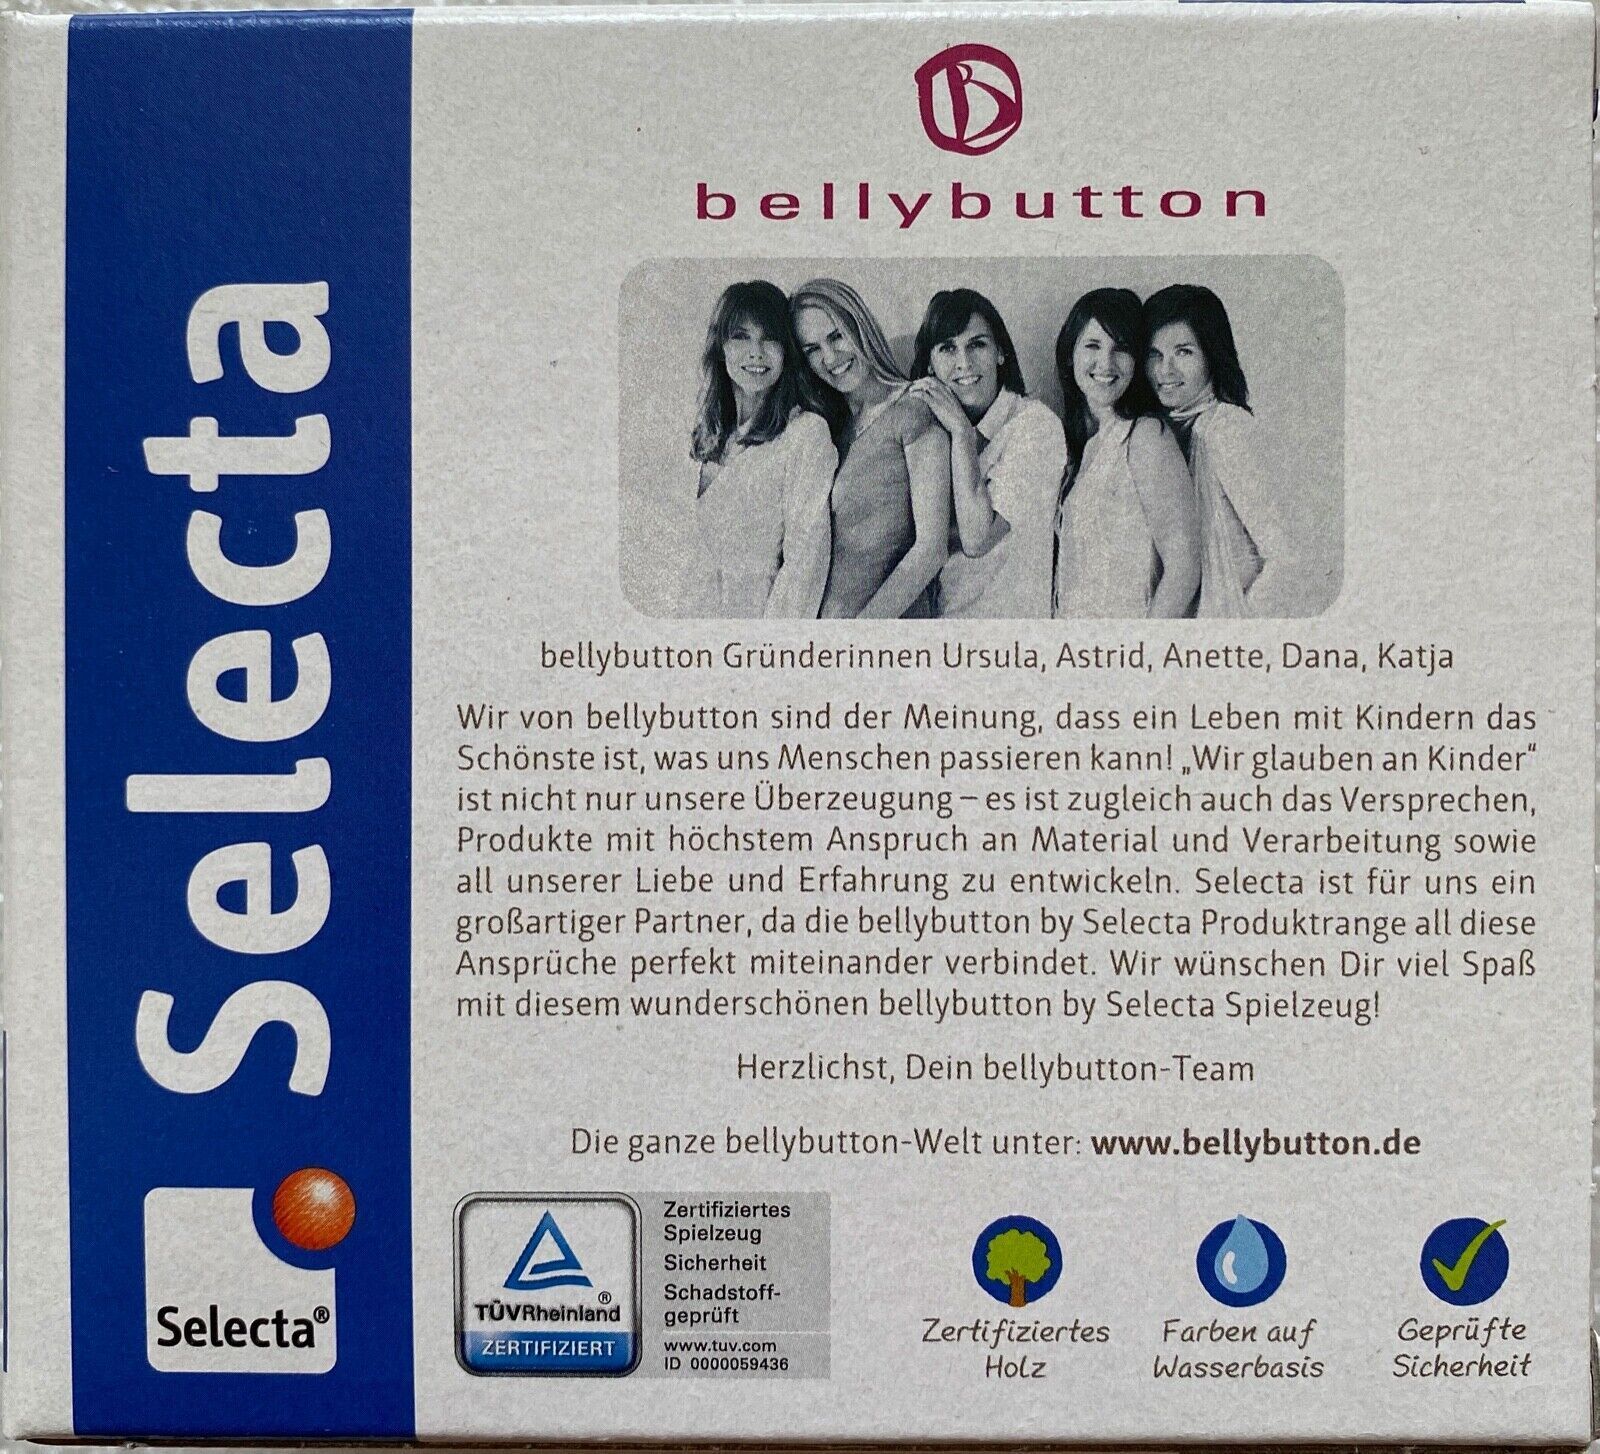 Selecta
Selecta®
B
bellybutton
bellybutton Gründerinnen Ursula, Astrid, Anette, Dana, Katja
Wir von bellybutton sind der Meinung, dass ein Leben mit Kindern das
Schönste ist, was uns Menschen passieren kann! „Wir glauben an Kinder“
ist nicht nur unsere Überzeugung – es ist zugleich auch das Versprechen,
Produkte mit höchstem Anspruch an Material und Verarbeitung sowie
all unserer Liebe und Erfahrung zu entwickeln. Selecta ist für uns ein
großartiger Partner, da die bellybutton by Selecta Produktrange all diese
Ansprüche perfekt miteinander verbindet. Wir wünschen Dir viel Spaß
mit diesem wunderschönen bellybutton by Selecta Spielzeug!
Herzlichst, Dein bellybutton-Team
Die ganze bellybutton-Welt unter: www.bellybutton.de
TÜVRheinland®
ZERTIFIZIERT
Zertifiziertes
Spielzeug
Sicherheit
Schadstoff-
geprüft
www.tuv.com
ID 0000059436
Zertifiziertes
Holz
Farben auf
Wasserbasis
Geprüfte
Sicherheit